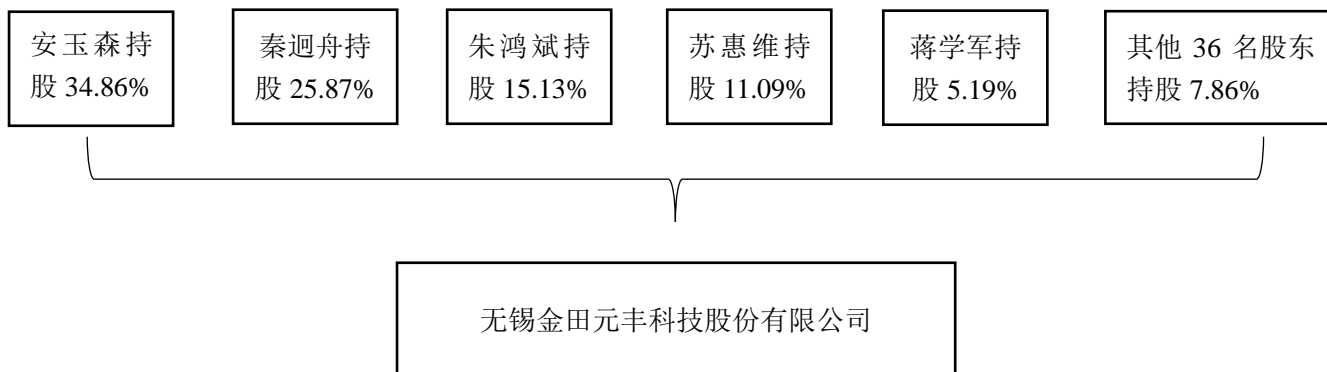 安玉森持
股 34.86%
秦迥舟持
股 25.87%
朱鸿斌持
股 15.13%
苏惠维持
股 11.09%
蒋学军持
股 5.19%
其他 36 名股东
持股 7.86%
无锡金田元丰科技股份有限公司